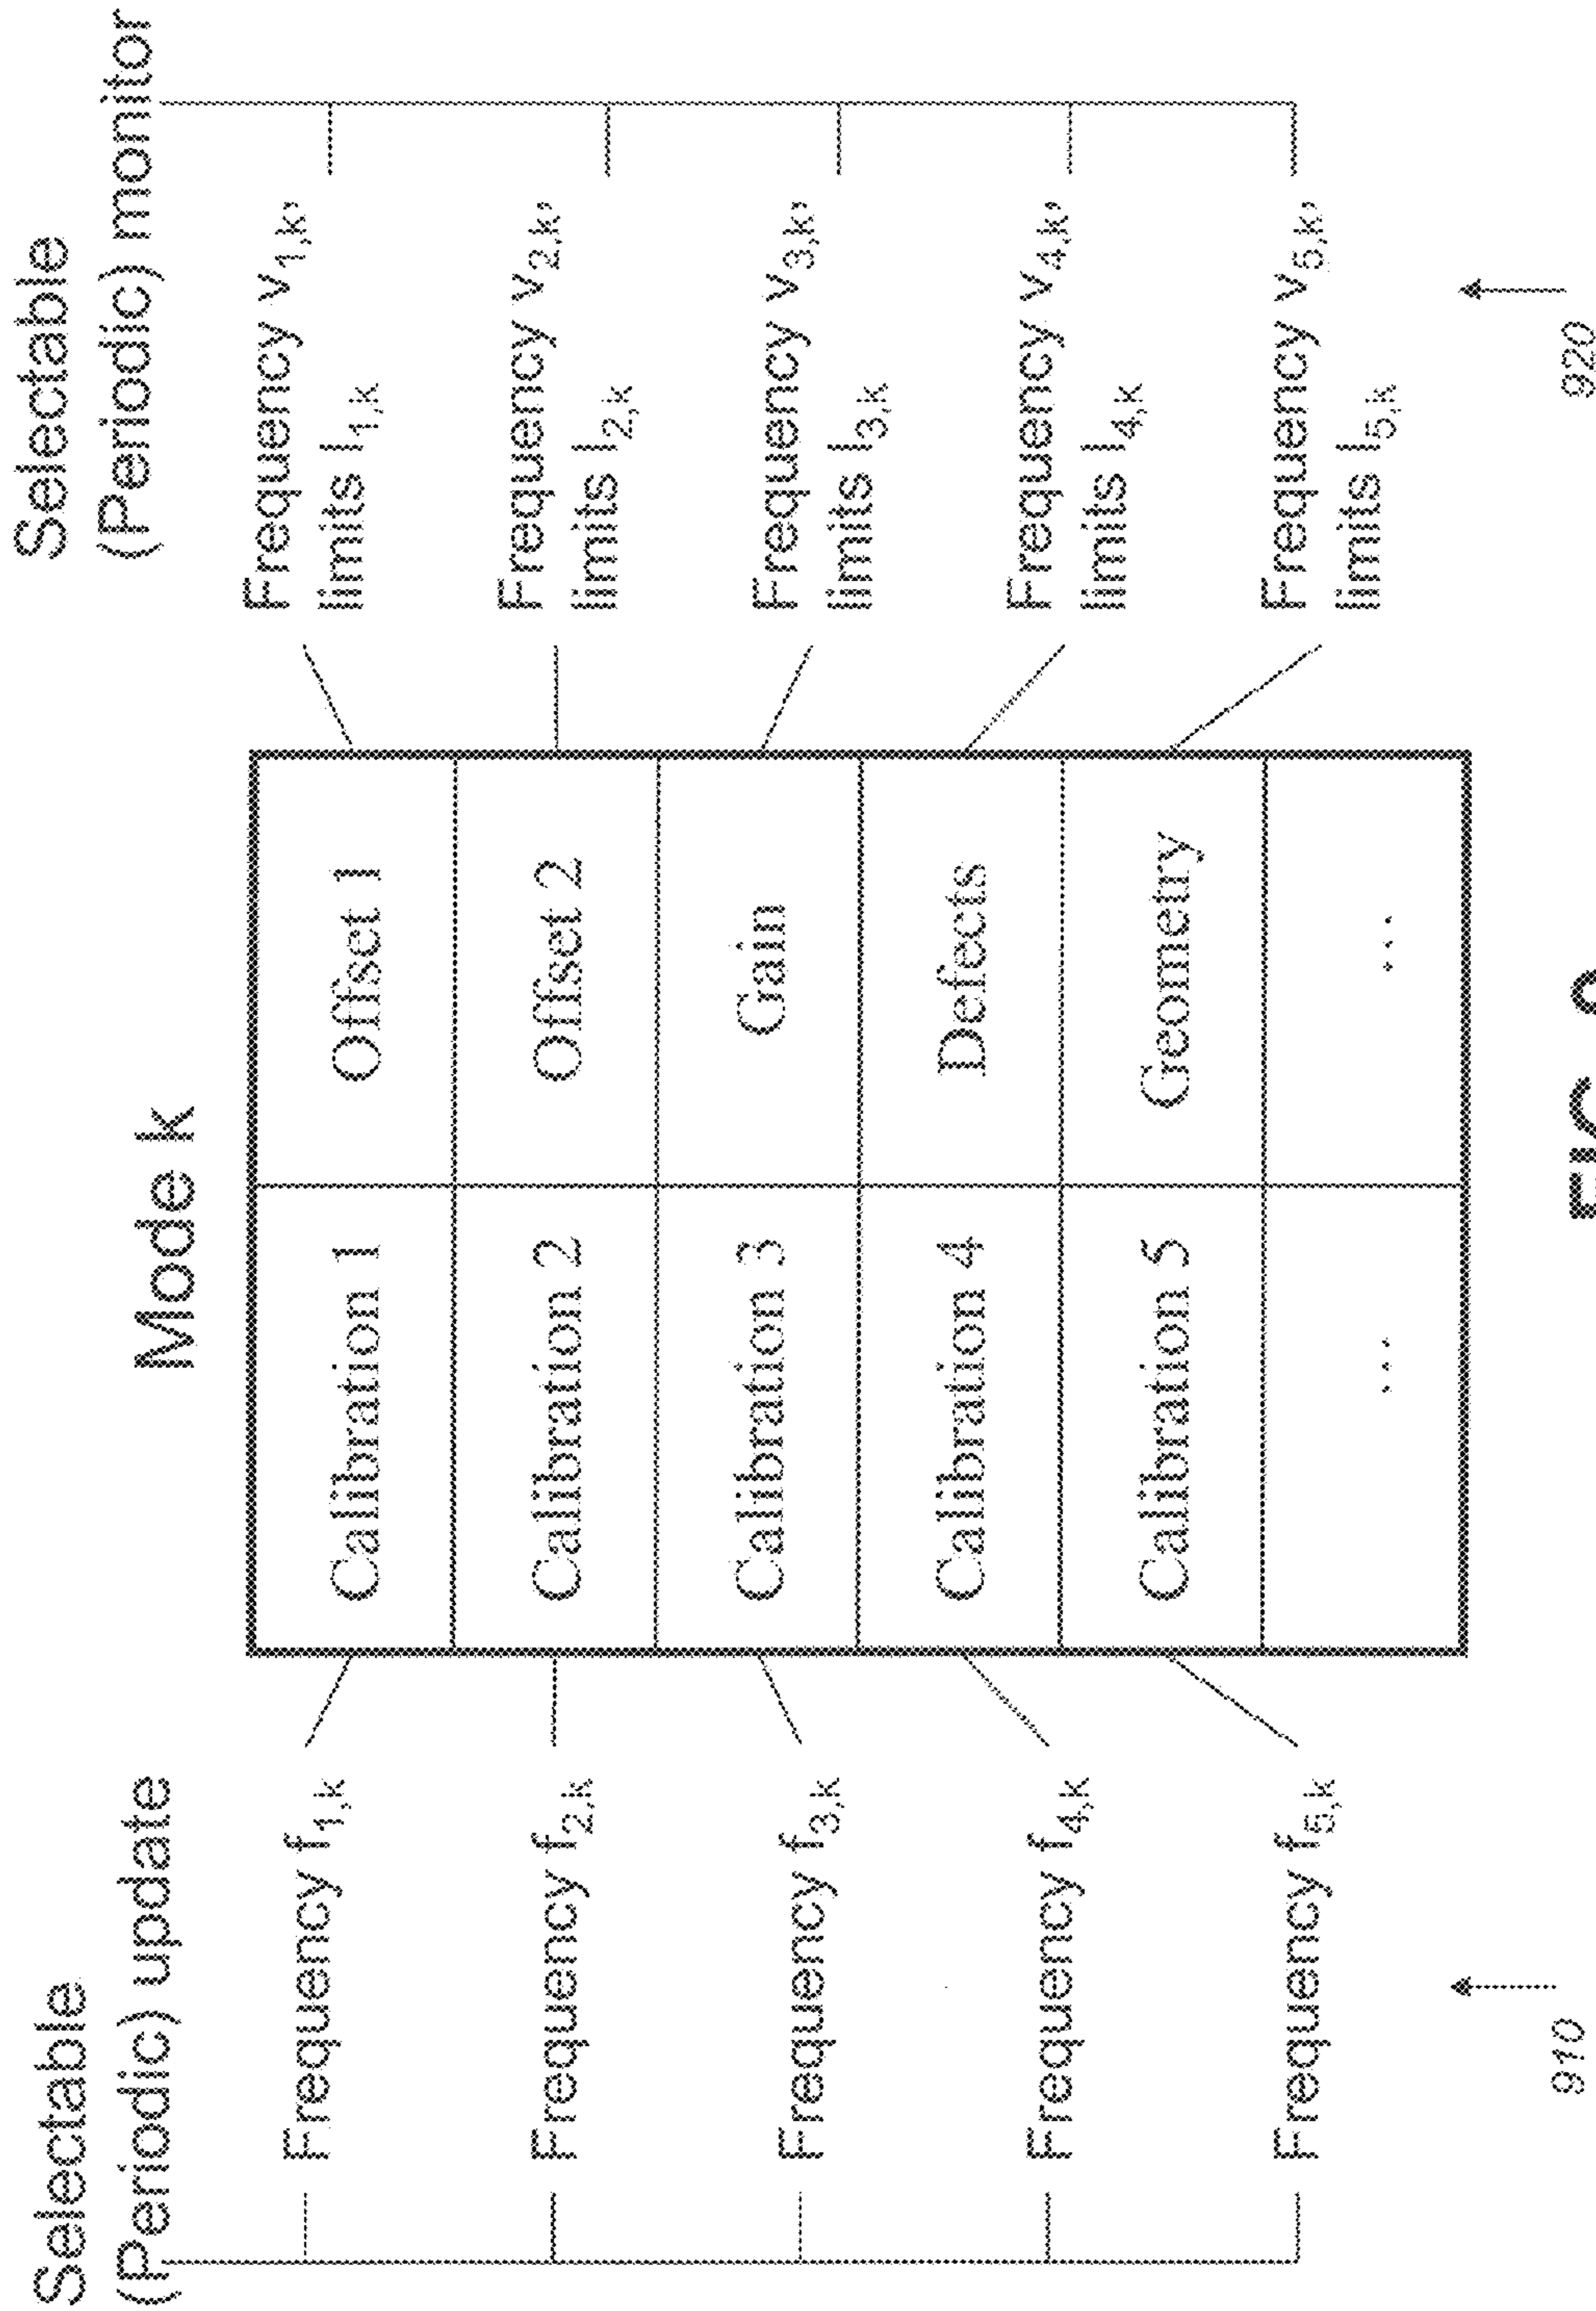 Selectable
(Periodic) update
Mode k
Selectable
(Periodic) monitor
Frequency f1,k
Calibration 1
Offset 1
Frequency v1,k,
limits l1,k
Frequency f2,k
Calibration 2
Offset 2
Frequency v2,k,
limits l2,k
Frequency f3,k
Calibration 3
Gain
Frequency v3,k,
limits l3,k
Frequency f4,k
Calibration 4
Defects
Frequency v4,k,
limits l4,k
Frequency f5,k
Calibration 5
Geometry
Frequency v5,k,
limits l5,k
...
...
910
920
FIG.